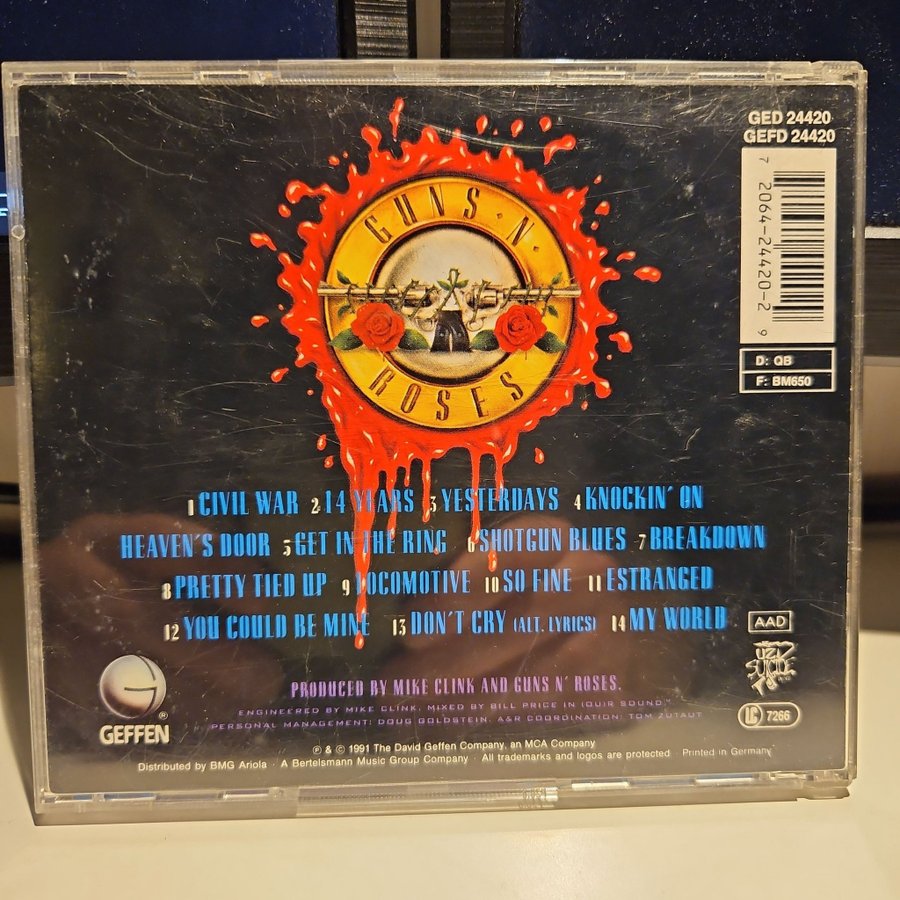 GED 24420
GEFD 24420
7 2064-24420-2 9
D: QB
F: BM650
GUNS · N ·
ROSES
1 CIVIL WAR 2 14 YEARS 3 YESTERDAYS 4 KNOCKIN' ON
HEAVEN'S DOOR 5 GET IN THE RING 6 SHOTGUN BLUES 7 BREAKDOWN
8 PRETTY TIED UP 9 LOCOMOTIVE 10 SO FINE 11 ESTRANGED
12 YOU COULD BE MINE 13 DON'T CRY (ALT. LYRICS) 14 MY WORLD
AAD
UZI
SUICIDE
LC 7266
GEFFEN ®
PRODUCED BY MIKE CLINK AND GUNS N' ROSES.
ENGINEERED BY MIKE CLINK. MIXED BY BILL PRICE IN (QUIR SOUND.™
PERSONAL MANAGEMENT: DOUG GOLDSTEIN. A&R COORDINATION: TOM ZUTAUT
℗ & © 1991 The David Geffen Company, an MCA Company
Distributed by BMG Ariola · A Bertelsmann Music Group Company · All trademarks and logos are protected · Printed in Germany